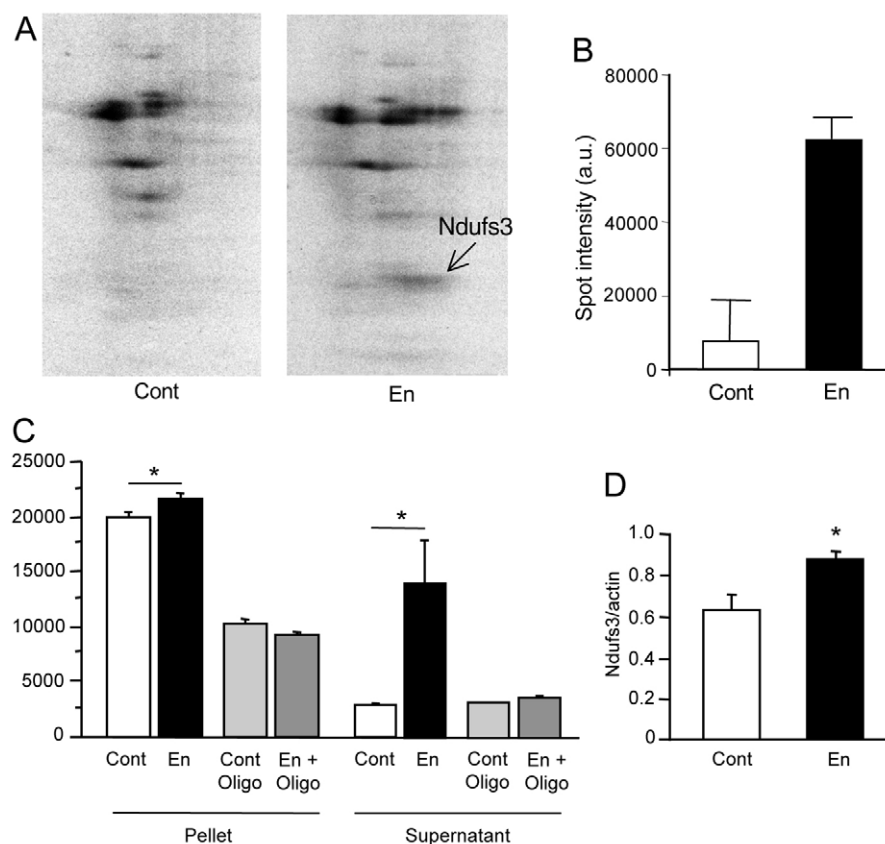 A
Ndufs3
Cont
En
B
Spot intensity (a.u.)
80000
60000
40000
20000
0
Cont
En
C
25000
20000
15000
10000
5000
0
*
*
Cont
En
Cont
Oligo
En +
Oligo
Cont
En
Cont
Oligo
En +
Oligo
Pellet
Supernatant
D
Ndufs3/actin
1.0
0.8
0.6
0.4
0.2
0
*
Cont
En